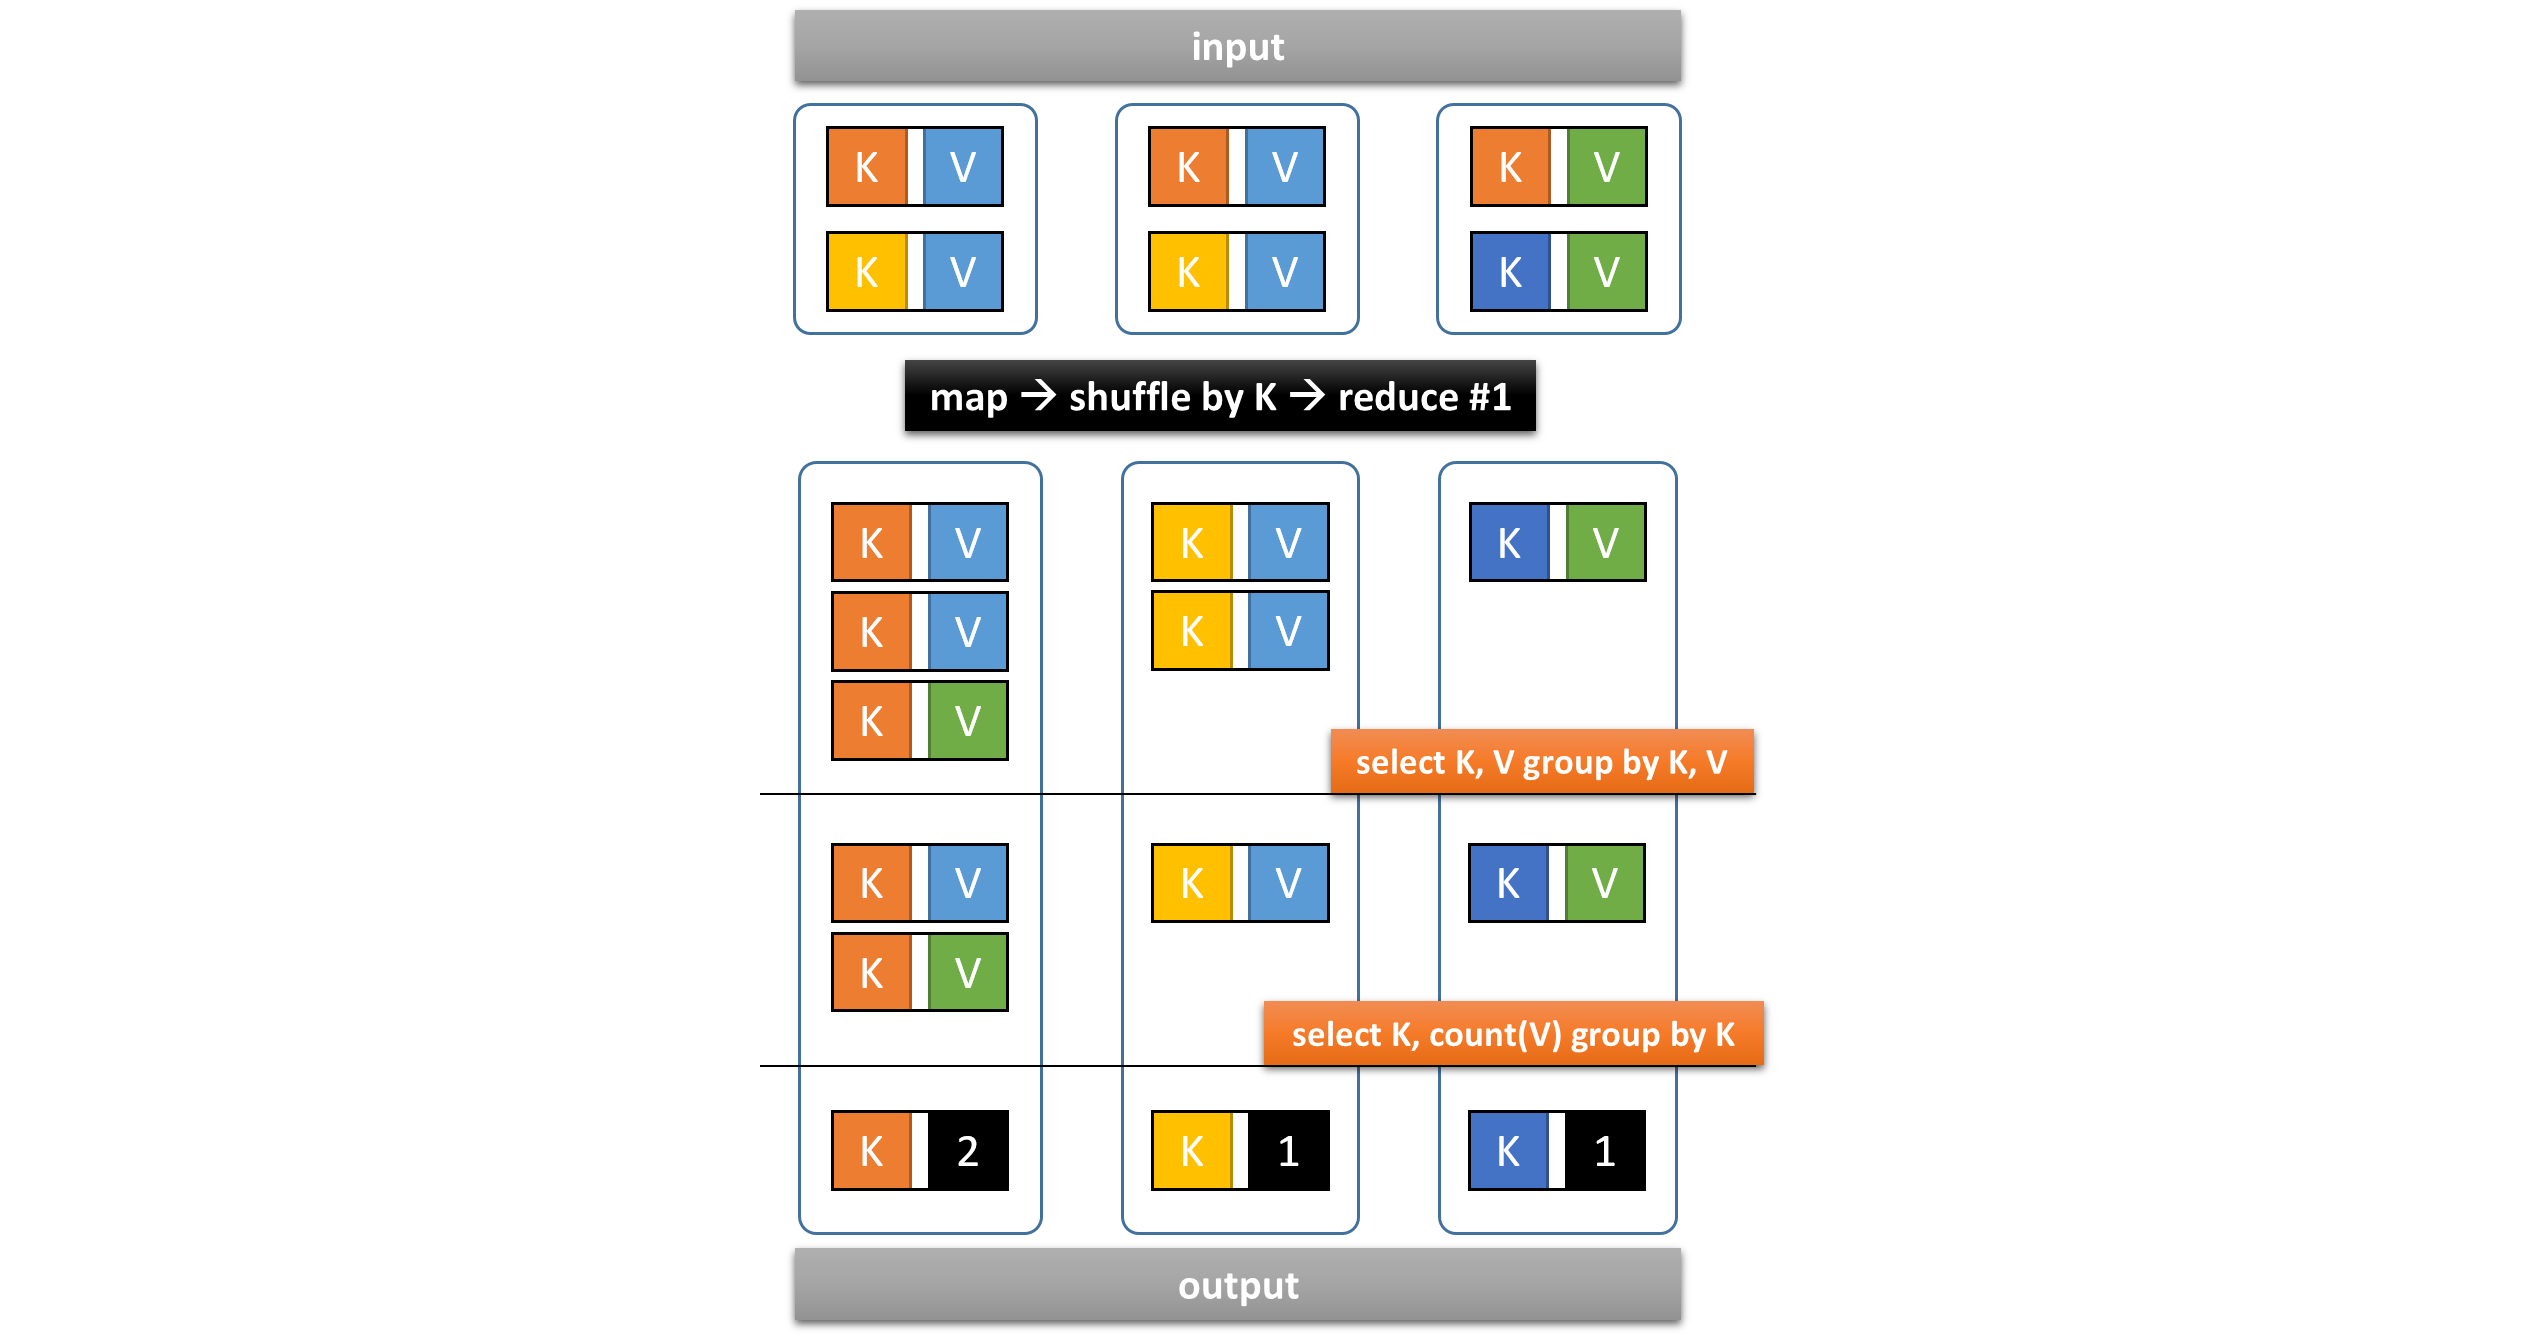 input
K V K V K V
K V K V K V
map → shuffle by K → reduce #1
K V K V K V
K V K V
K V
select K, V group by K, V
K V K V K V
K V
select K, count(V) group by K
K 2 K 1 K 1
output